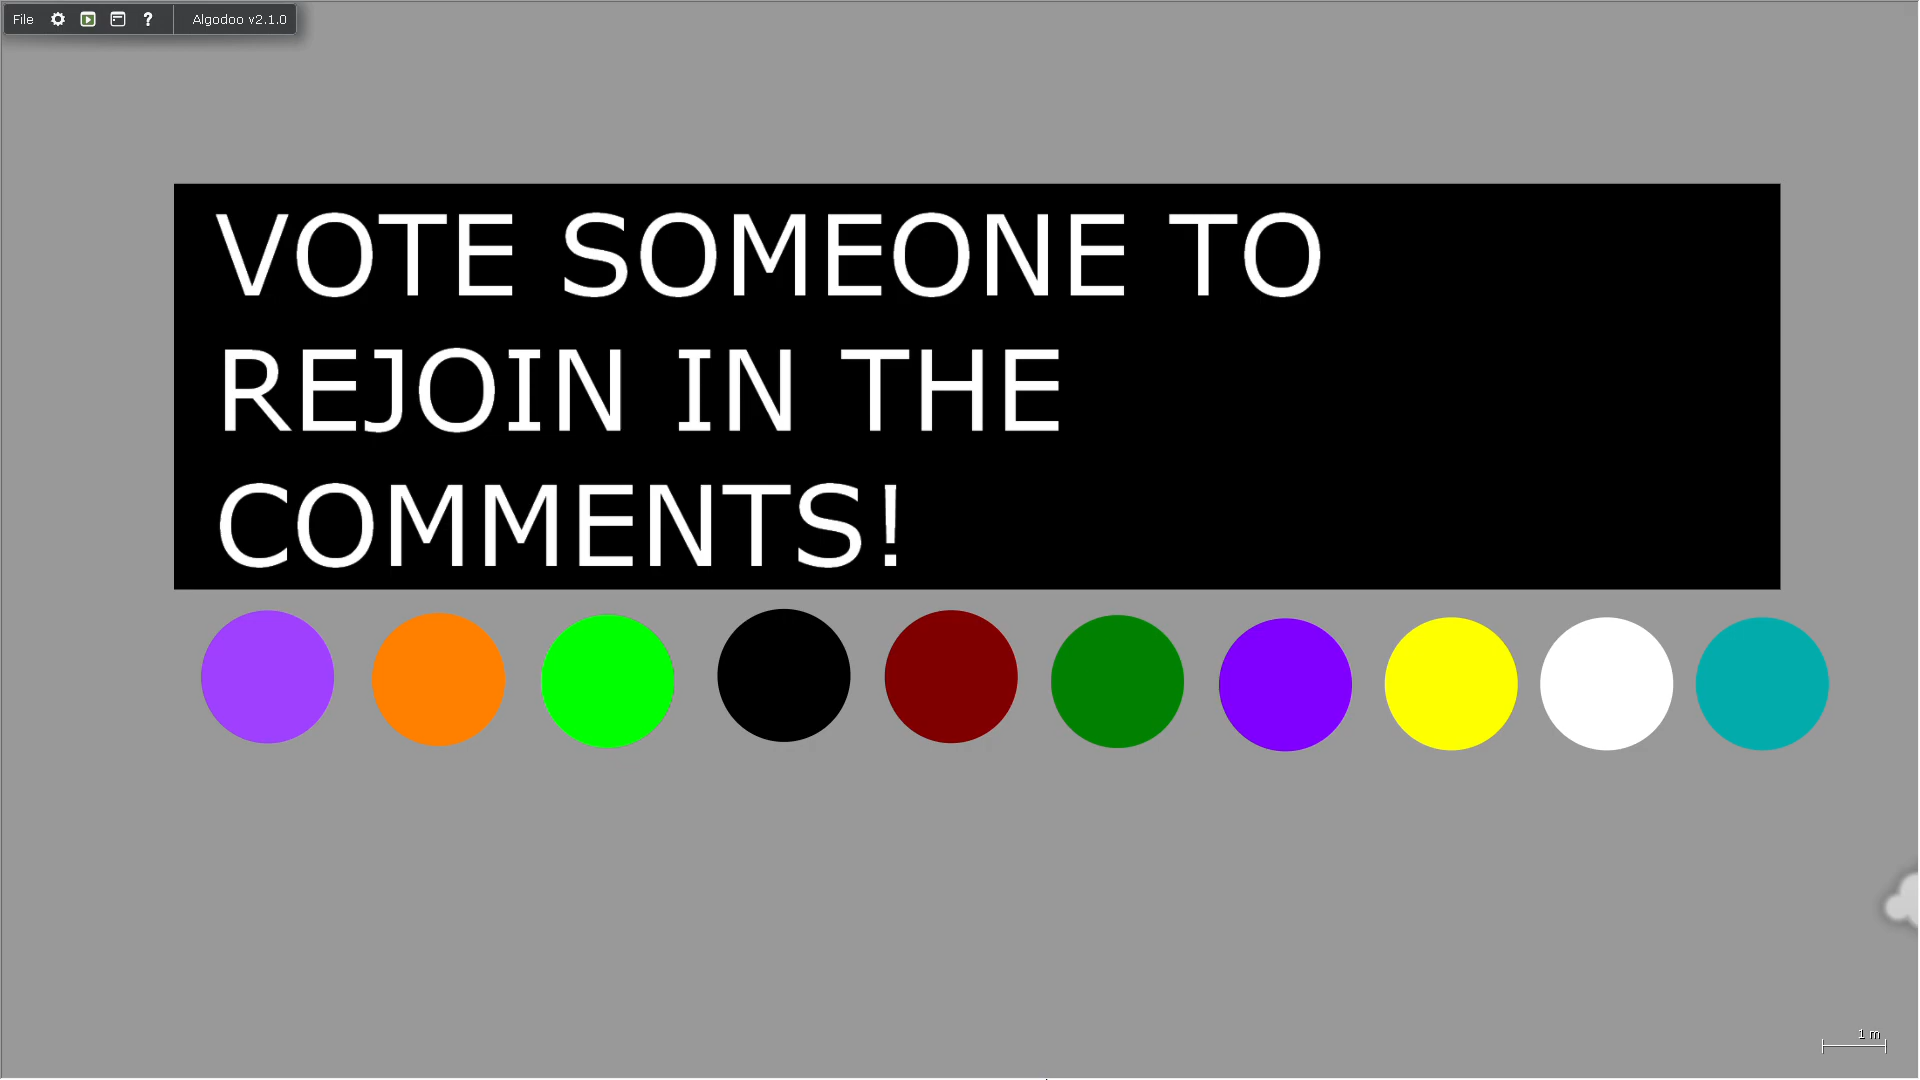 File ? Algodoo v2.1.0
VOTE SOMEONE TO
REJOIN IN THE
COMMENTS!
1 m